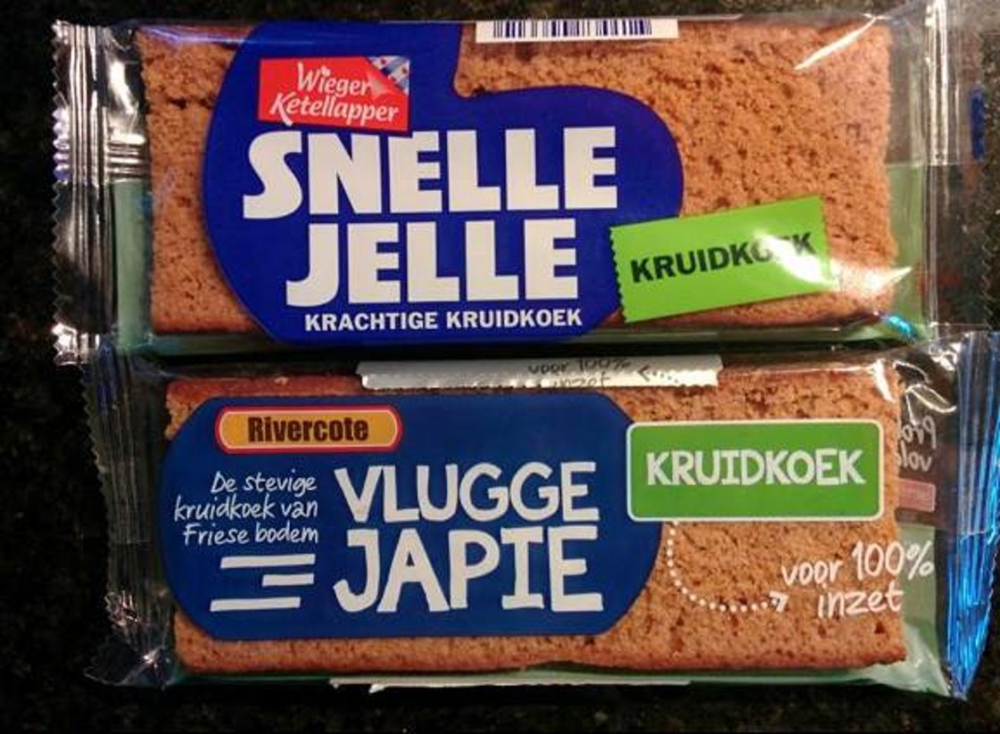 Wieger
Ketellapper
SNELLE
JELLE
KRACHTIGE KRUIDKOEK
KRUIDKOEK
voor 100%
inzet
Rivercote
De stevige
kruidkoek van
Friese bodem
VLUGGE
JAPIE
KRUIDKOEK
voor 100%
inzet